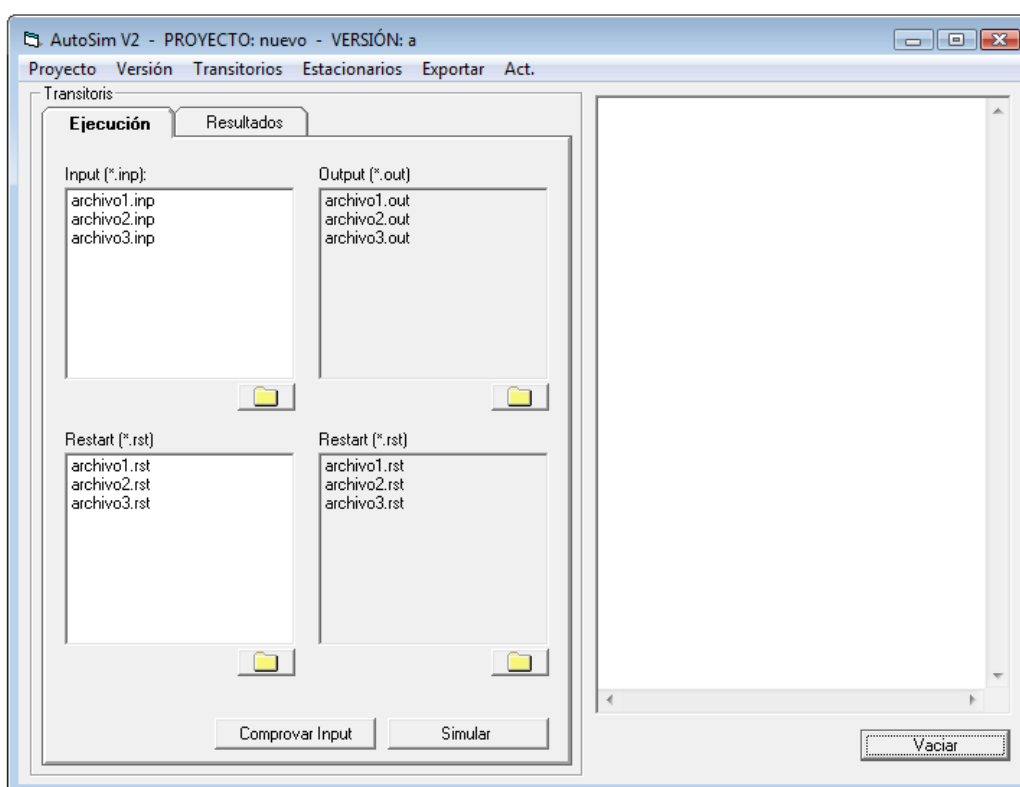 AutoSim V2 - PROYECTO: nuevo - VERSIÓN: a
Proyecto Versión Transitorios Estacionarios Exportar Act.
Transitoris
Ejecución Resultados
Input (*.inp): Output (*.out)
archivo1.inp archivo1.out
archivo2.inp archivo2.out
archivo3.inp archivo3.out
Restart (*.rst) Restart (*.rst)
archivo1.rst archivo1.rst
archivo2.rst archivo2.rst
archivo3.rst archivo3.rst
Comprovar Input Simular
Vaciar